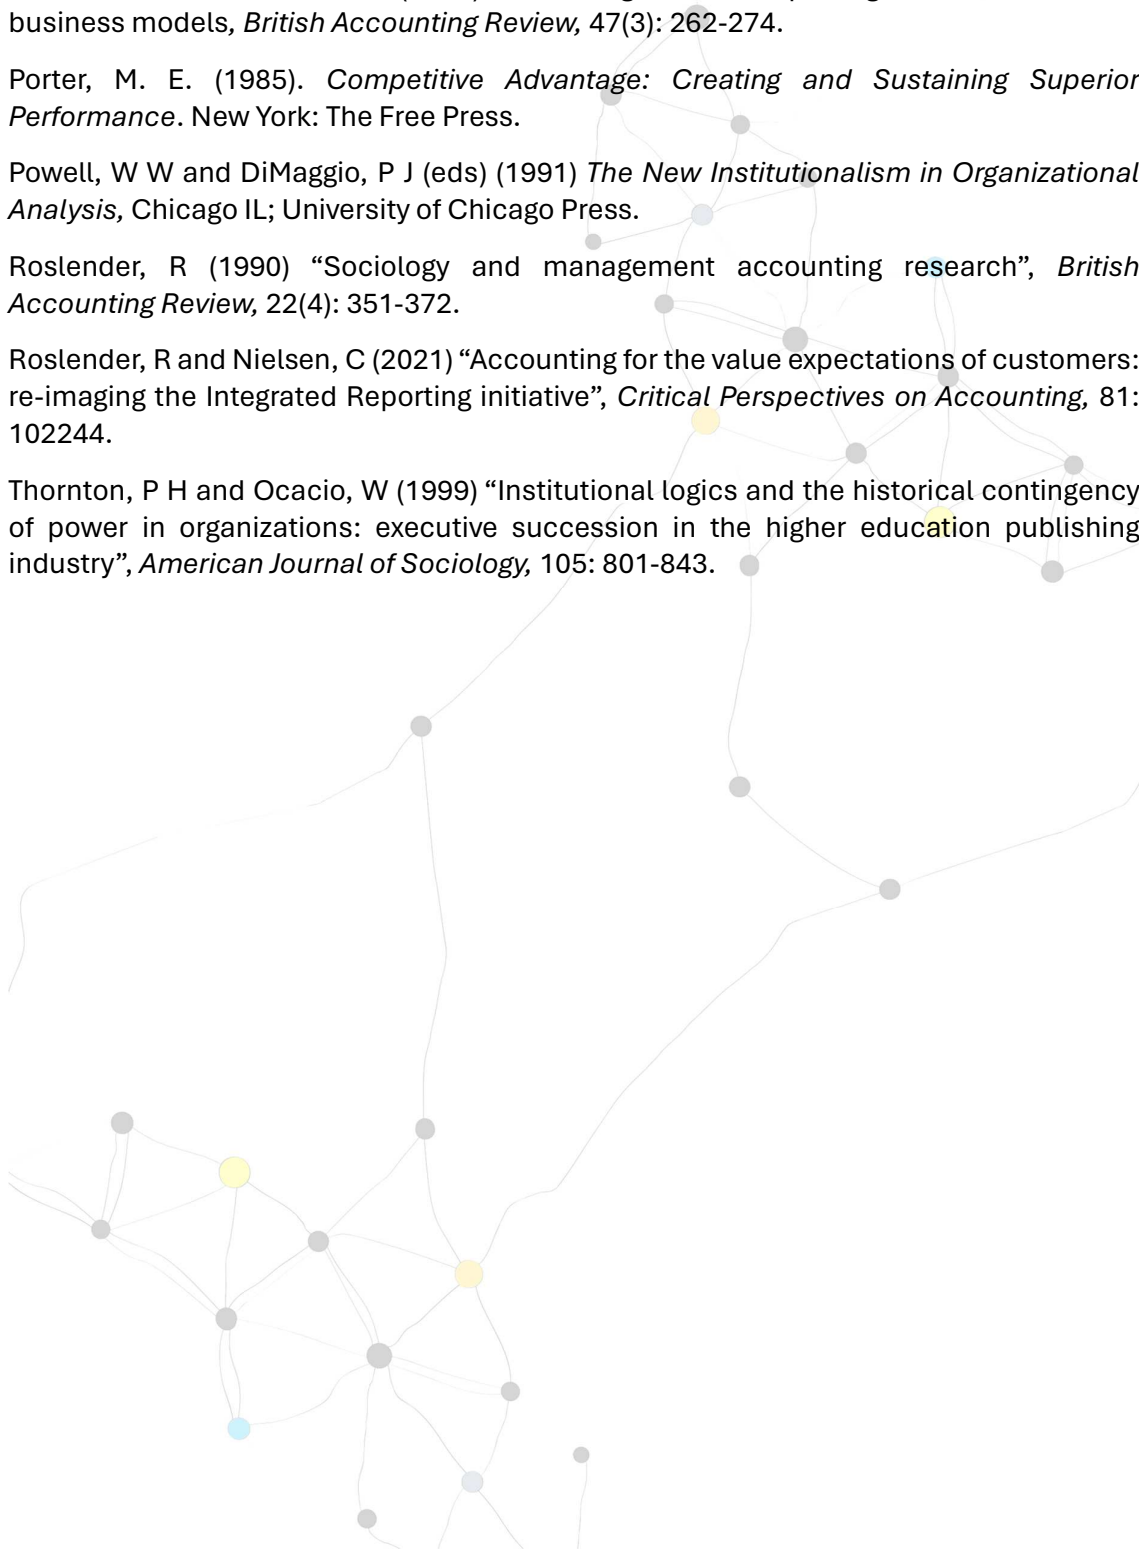 business models, British Accounting Review, 47(3): 262-274.
Porter, M. E. (1985). Competitive Advantage: Creating and Sustaining Superior
Performance. New York: The Free Press.
Powell, W W and DiMaggio, P J (eds) (1991) The New Institutionalism in Organizational
Analysis, Chicago IL; University of Chicago Press.
Roslender, R (1990) “Sociology and management accounting research”, British
Accounting Review, 22(4): 351-372.
Roslender, R and Nielsen, C (2021) “Accounting for the value expectations of customers:
re-imaging the Integrated Reporting initiative”, Critical Perspectives on Accounting, 81:
102244.
Thornton, P H and Ocacio, W (1999) “Institutional logics and the historical contingency
of power in organizations: executive succession in the higher education publishing
industry”, American Journal of Sociology, 105: 801-843.